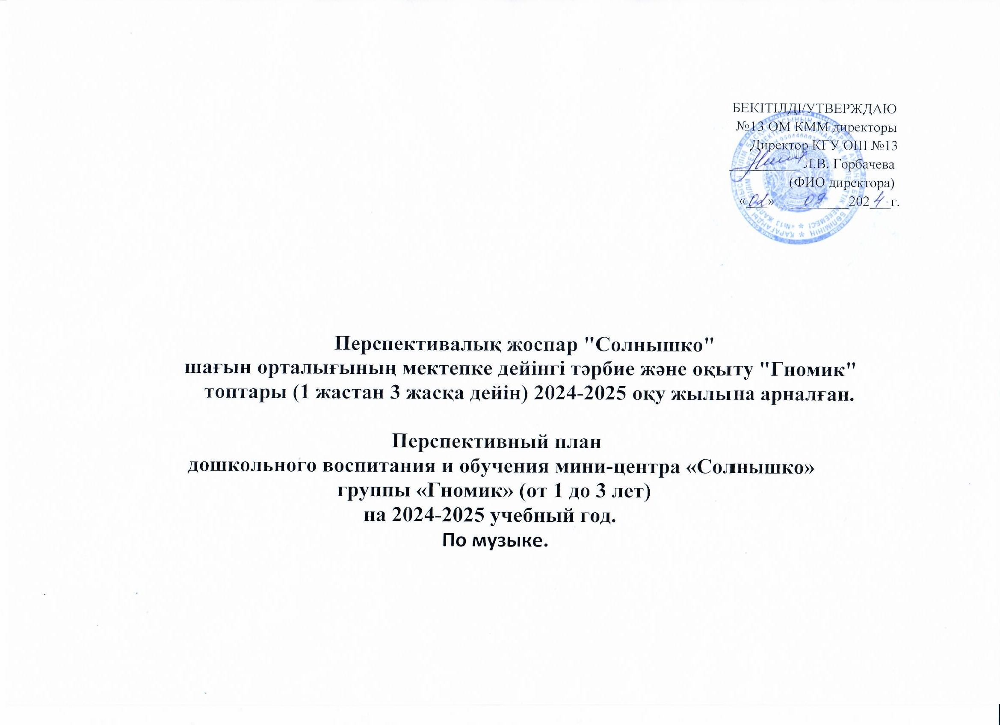 БЕКІТІЛДІ/УТВЕРЖДАЮ
№13 ОМ КММ директоры
Директор КГУ ОШ №13
____________ Л.В. Горбачева
(ФИО директора)
«02» ____09____2024г.
Перспективалық жоспар "Солнышко"
шағын орталығының мектепке дейінгі тәрбие және оқыту "Гномик"
топтары (1 жастан 3 жасқа дейін) 2024-2025 оқу жылына арналған.
Перспективный план
дошкольного воспитания и обучения мини-центра «Солнышко»
группы «Гномик» (от 1 до 3 лет)
на 2024-2025 учебный год.
По музыке.